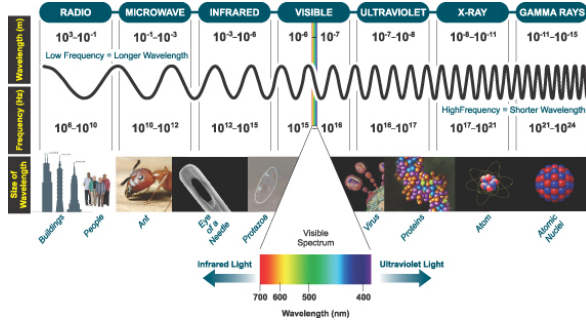 RADIO MICROWAVE INFRARED VISIBLE ULTRAVIOLET X-RAY GAMMA RAYS
Wavelength (m)
10³–10⁻¹ 10⁻¹–10⁻³ 10⁻³–10⁻⁶ 10⁻⁶ – 10⁻⁷ 10⁻⁷–10⁻⁸ 10⁻⁸–10⁻¹¹ 10⁻¹¹–10⁻¹⁵
Low Frequency = Longer Wavelength
HighFrequency = Shorter Wavelength
Frequency (Hz)
10⁶–10¹⁰ 10¹⁰–10¹² 10¹²–10¹⁵ 10¹⁵ 10¹⁶ 10¹⁶–10¹⁷ 10¹⁷–10²¹ 10²¹–10²⁴
Size of
Wavelength
Buildings
People
Ant
Eye
of a
Needle
Protazoa
Virus
Proteins
Atom
Atomic
Nuclei
Visible
Spectrum
Infrared Light
Ultraviolet Light
700 600 500 400
Wavelength (nm)